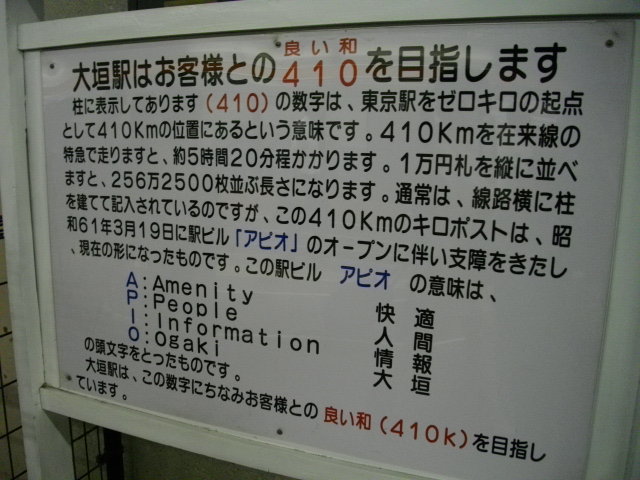 良い和
大垣駅はお客様との410を目指します
柱に表示してあります(410)の数字は、東京駅をゼロキロの起点
として410Kmの位置にあるという意味です。410Kmを在来線の
特急で走りますと、約5時間20分程かかります。1万円札を縦に並べ
ますと、256万2500枚並ぶ長さになります。通常は、線路横に柱
を建てて記入されているのですが、この410Kmのキロポストは、昭
和61年3月19日に駅ビル「アピオ」のオープンに伴い支障をきたし
、現在の形になったものです。この駅ビル アピオ の意味は、
A:Amenity 快適
P:People 人間
I:Information 情報
O:Ogaki 大垣
の頭文字をとったものです。
大垣駅は、この数字にちなみお客様との 良い和(410k)を目指し
ています。